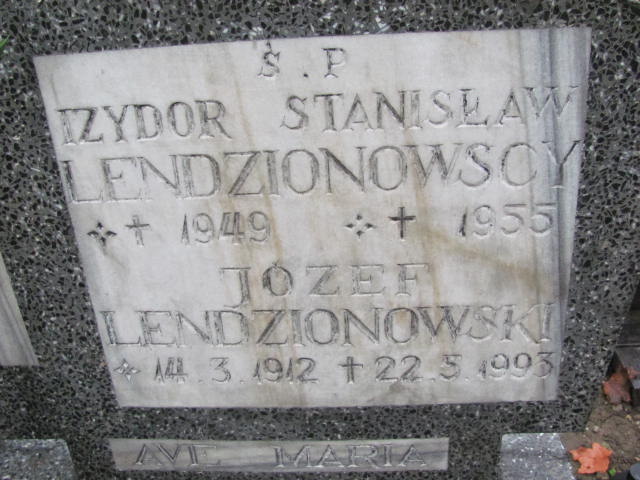 Ś.P
IZYDOR STANISŁAW
LENDZIONOWSCY
✧ † 1949 ✧ † 1955
JÓZEF
LENDZIONOWSKI
✧ 14.3.1912 † 22.5.1993
AVE MARIA